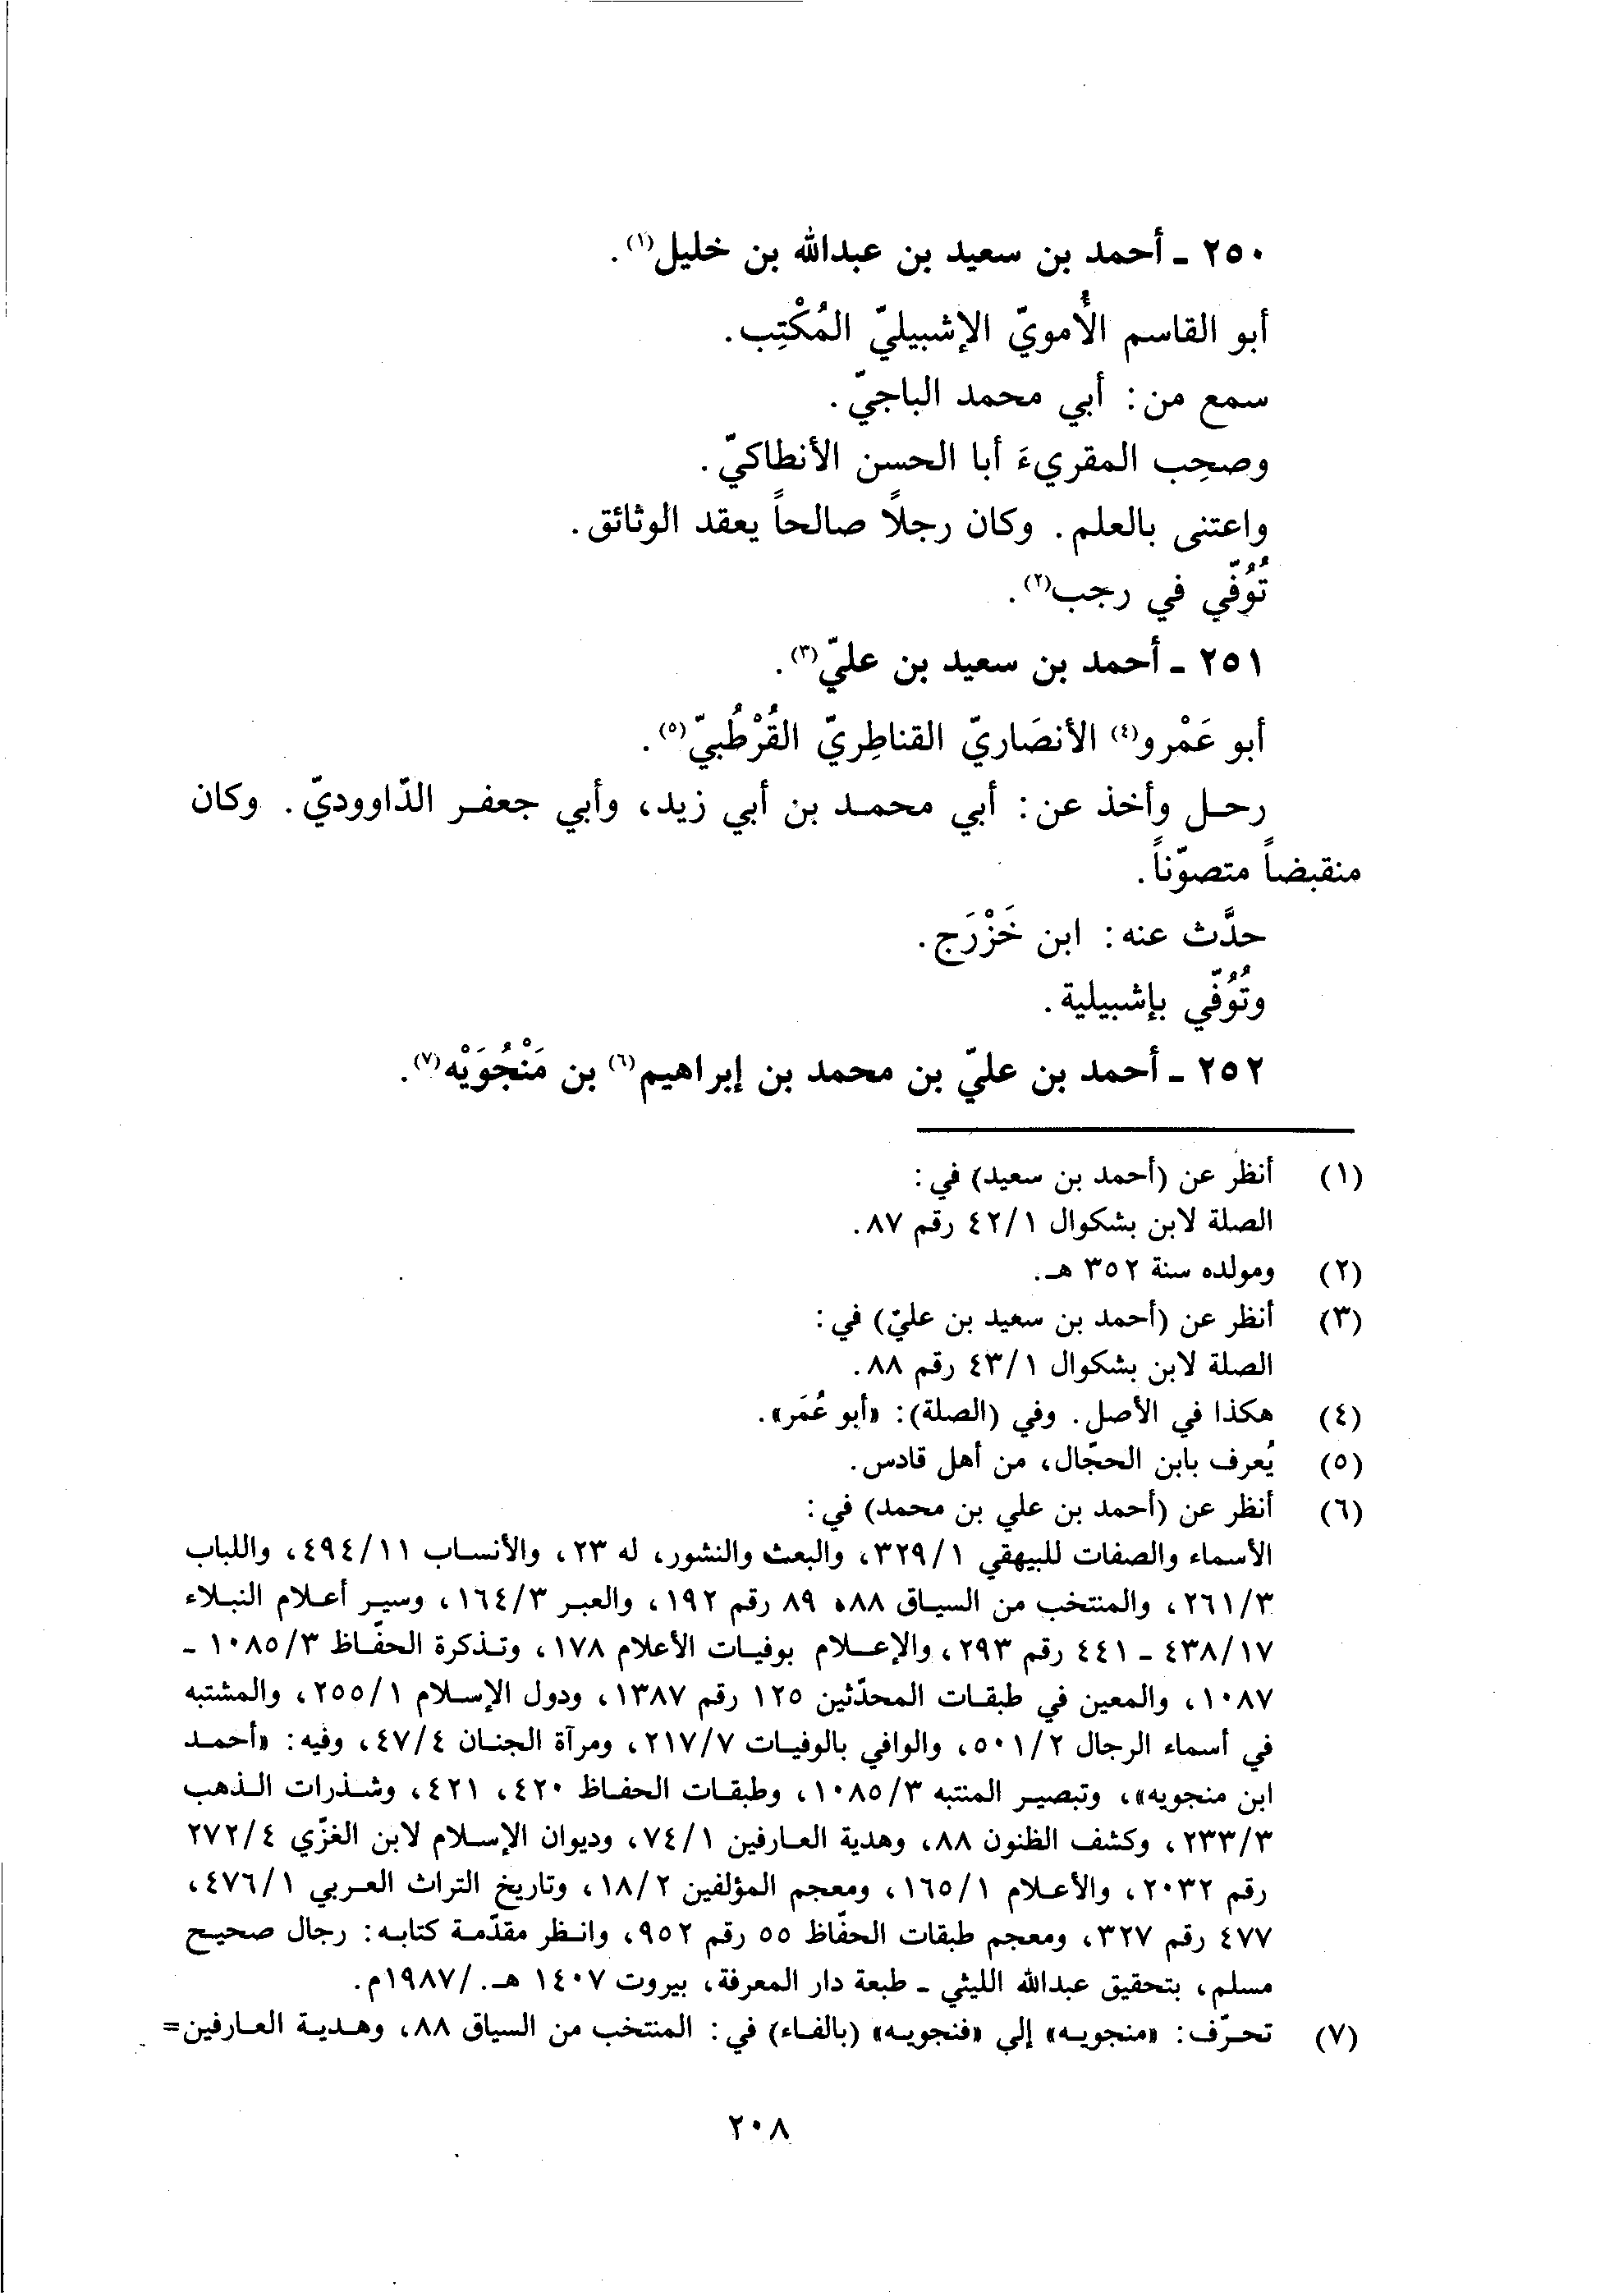 ٢٥٠ - أحمد بن سعيد بن عبدالله بن خليل(١).
أبو القاسم الأُمويّ الإشبيليّ المُكْتِب.
سمع من: أبي محمد الباجيّ.
وصحِب المقريءَ أبا الحسن الأنطاكيّ.
واعتنى بالعلم. وكان رجلاً صالحاً يعقد الوثائق.
تُوُفّي في رجب(٢).
٢٥١ - أحمد بن سعيد بن عليّ(٣).
أبو عَمْرو(٤) الأنصَاريّ القناطِريّ القُرْطُبيّ(٥).
رحل وأخذ عن: أبي محمد بن أبي زيد، وأبي جعفر الدّاووديّ. وكان
منقبضاً متصوّناً.
حدَّث عنه: ابن خَزْرَج.
وتُوُفّي بإشبيلية.
٢٥٢ - أحمد بن عليّ بن محمد بن إبراهيم(٦) بن مَنْجُوَيْه(٧).
(١) أنظر عن (أحمد بن سعيد) في:
الصلة لابن بشكوال ٤٢/١ رقم ٨٧.
(٢) ومولده سنة ٣٥٢ هـ.
(٣) أنظر عن (أحمد بن سعيد بن عليّ) في:
الصلة لابن بشكوال ٤٣/١ رقم ٨٨.
(٤) هكذا في الأصل. وفي (الصلة): «أبو عُمَر».
(٥) يُعرف بابن الحجّال، من أهل قادس.
(٦) أنظر عن (أحمد بن علي بن محمد) في:
الأسماء والصفات للبيهقي ٣٢٩/١، والبعث والنشور، له ٢٣، والأنساب ٤٩٤/١١، واللباب
٢٦١/٣، والمنتخب من السياق ٨٨، ٨٩ رقم ١٩٢، والعبر ١٦٤/٣، وسير أعلام النبلاء
٤٣٨/١٧ - ٤٤١ رقم ٢٩٣، والإعلام بوفيات الأعلام ١٧٨، وتذكرة الحفّاظ ١٠٨٥/٣ -
١٠٨٧، والمعين في طبقات المحدّثين ١٢٥ رقم ١٣٨٧، ودول الإسلام ٢٥٥/١، والمشتبه
في أسماء الرجال ٥٠١/٢، والوافي بالوفيات ٢١٧/٧، ومرآة الجنان ٤٧/٤، وفيه: «أحمد
ابن منجويه»، وتبصير المنتبه ١٠٨٥/٣، وطبقات الحفاظ ٤٢٠، ٤٢١، وشذرات الذهب
٢٣٣/٣، وكشف الظنون ٨٨، وهدية العارفين ٧٤/١، وديوان الإسلام لابن الغزّي ٢٧٢/٤
رقم ٢٠٣٢، والأعلام ١٦٥/١، ومعجم المؤلفين ١٨/٢، وتاريخ التراث العربي ٤٧٦/١،
٤٧٧ رقم ٣٢٧، ومعجم طبقات الحفّاظ ٥٥ رقم ٩٥٢، وانظر مقدّمة كتابه: رجال صحيح
مسلم، بتحقيق عبدالله الليثي - طبعة دار المعرفة، بيروت ١٤٠٧ هـ./١٩٨٧م.
(٧) تحرّف: «منجويه» إلي «فنجويه» (بالفاء) في: المنتخب من السياق ٨٨، وهدية العارفين=
٢٠٨